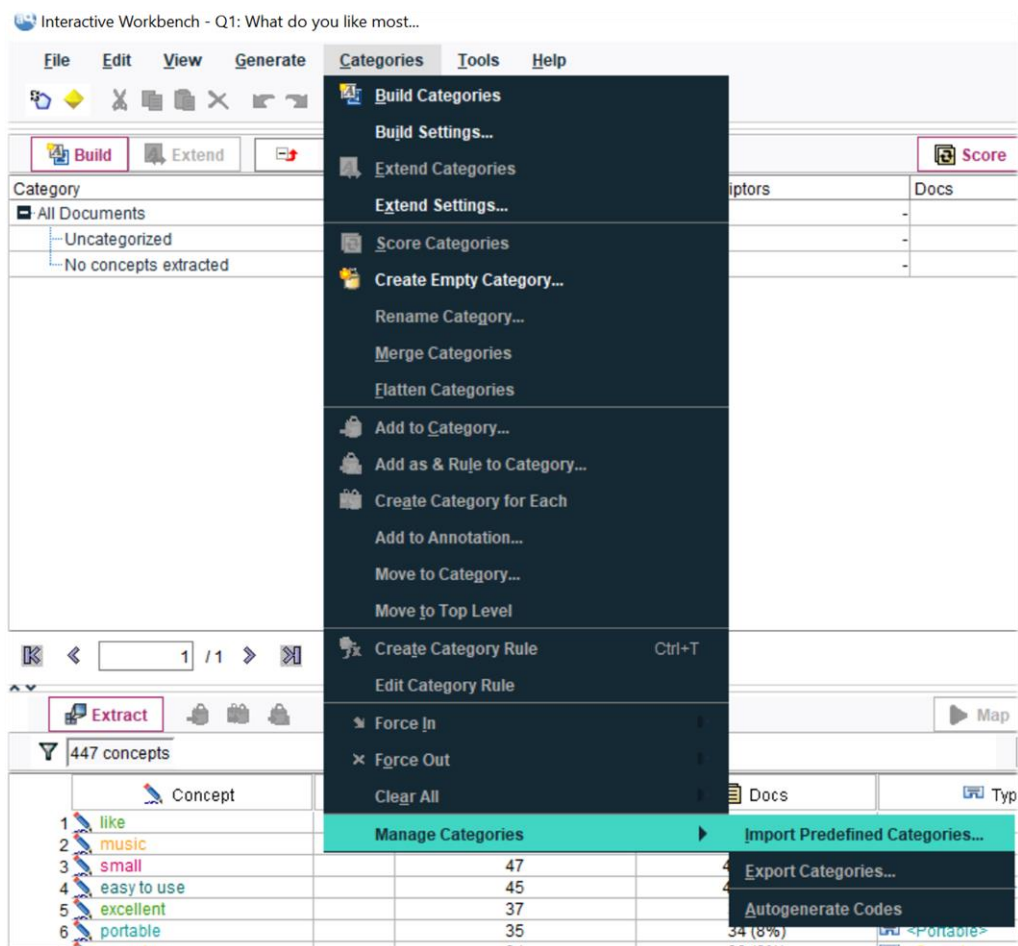 Interactive Workbench - Q1: What do you like most...
File Edit View Generate Categories Tools Help
Build Extend Score
Category iptors Docs
All Documents -
Uncategorized -
No concepts extracted -
Build Categories
Build Settings...
Extend Categories
Extend Settings...
Score Categories
Create Empty Category...
Rename Category...
Merge Categories
Flatten Categories
Add to Category...
Add as & Rule to Category...
Create Category for Each
Add to Annotation...
Move to Category...
Move to Top Level
Create Category Rule Ctrl+T
Edit Category Rule
Force In
Force Out
Clear All
Manage Categories
Import Predefined Categories...
Export Categories...
Autogenerate Codes
1 / 1
Extract Map
447 concepts
Concept Docs Typ
1 like
2 music
3 small 47 4
4 easy to use 45 4
5 excellent 37
6 portable 35 34 (8%) <Portable>